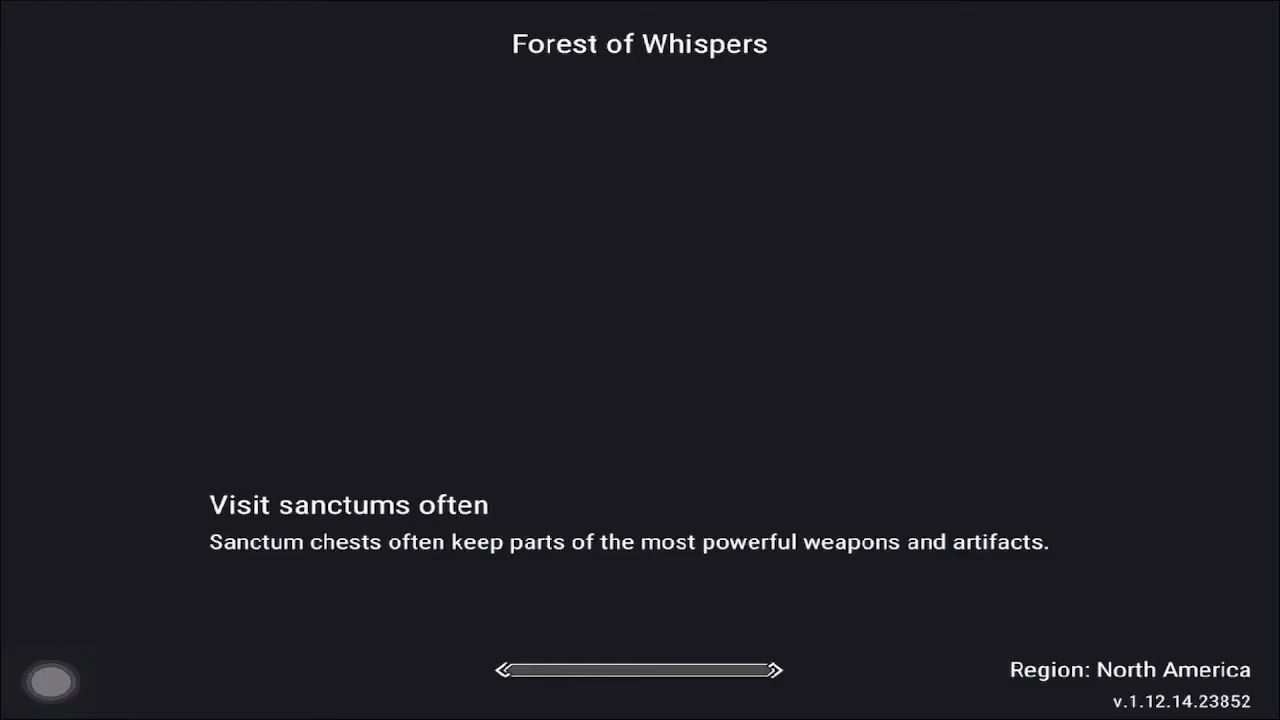 Forest of Whispers
Visit sanctums often
Sanctum chests often keep parts of the most powerful weapons and artifacts.
Region: North America
v.1.12.14.23852